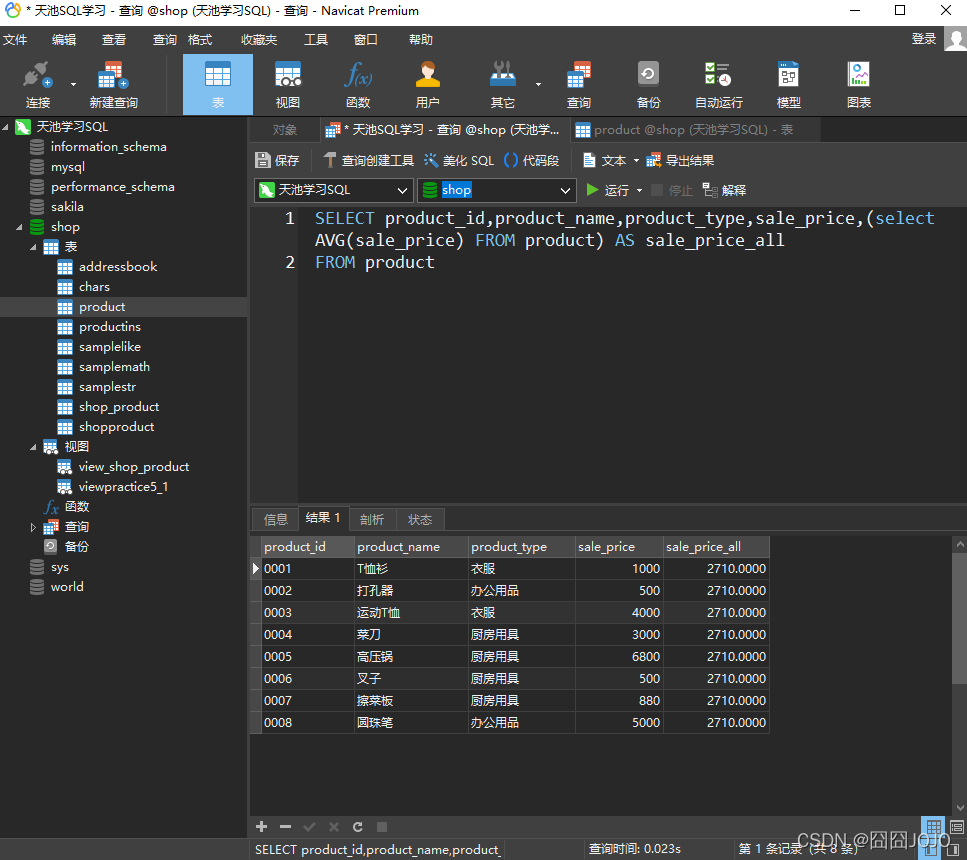 * 天池SQL学习 - 查询 @shop (天池学习SQL) - 查询 - Navicat Premium
文件 编辑 查看 查询 格式 收藏夹 工具 窗口 帮助 登录
连接 新建查询 表 视图 函数 用户 其它 查询 备份 自动运行 模型 图表
天池学习SQL
information_schema
mysql
performance_schema
sakila
shop
表
addressbook
chars
product
productins
samplelike
samplemath
samplestr
shop_product
shopproduct
视图
view_shop_product
viewpractice5_1
函数
查询
备份
sys
world
对象 * 天池SQL学习 - 查询 @shop (天池学... product @shop (天池学习SQL) - 表
保存 查询创建工具 美化 SQL 代码段 文本 导出结果
天池学习SQL shop 运行 停止 解释
1 SELECT product_id,product_name,product_type,sale_price,(select
AVG(sale_price) FROM product) AS sale_price_all
2 FROM product
信息 结果 1 剖析 状态
product_id product_name product_type sale_price sale_price_all
0001 T恤衫 衣服 1000 2710.0000
0002 打孔器 办公用品 500 2710.0000
0003 运动T恤 衣服 4000 2710.0000
0004 菜刀 厨房用具 3000 2710.0000
0005 高压锅 厨房用具 6800 2710.0000
0006 叉子 厨房用具 500 2710.0000
0007 擦菜板 厨房用具 880 2710.0000
0008 圆珠笔 办公用品 5000 2710.0000
SELECT product_id,product_name,product_ 查询时间: 0.023s 第 1 条记录 (共 8 条)
CSDN @囧囧JOJO